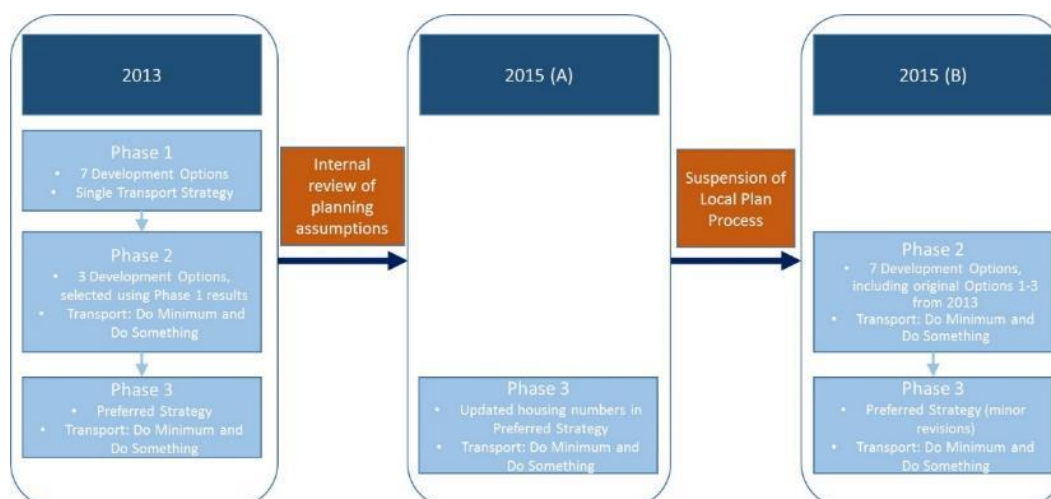 2013
Phase 1
• 7 Development Options
• Single Transport Strategy
Phase 2
• 3 Development Options,
selected using Phase 1 results
• Transport: Do Minimum and
Do Something
Phase 3
• Preferred Strategy
• Transport: Do Minimum and
Do Something
Internal
review of
planning
assumptions
2015 (A)
Phase 3
• Updated housing numbers in
Preferred Strategy
• Transport: Do Minimum and
Do Something
Suspension of
Local Plan
Process
2015 (B)
Phase 2
• 7 Development Options,
including original Options 1-3
from 2013
• Transport: Do Minimum and
Do Something
Phase 3
• Preferred Strategy (minor
revisions)
• Transport: Do Minimum and
Do Something